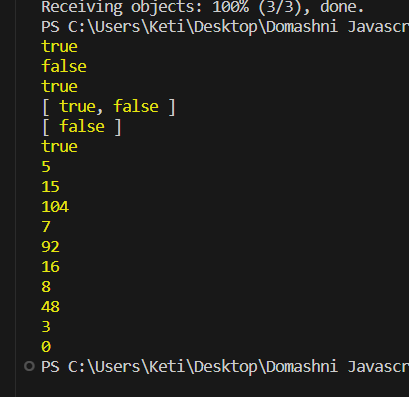 Receiving objects: 100% (3/3), done.
PS C:\Users\Keti\Desktop\Domashni Javascr
true
false
true
[ true, false ]
[ false ]
true
5
15
104
7
92
16
8
48
3
0
PS C:\Users\Keti\Desktop\Domashni Javascr